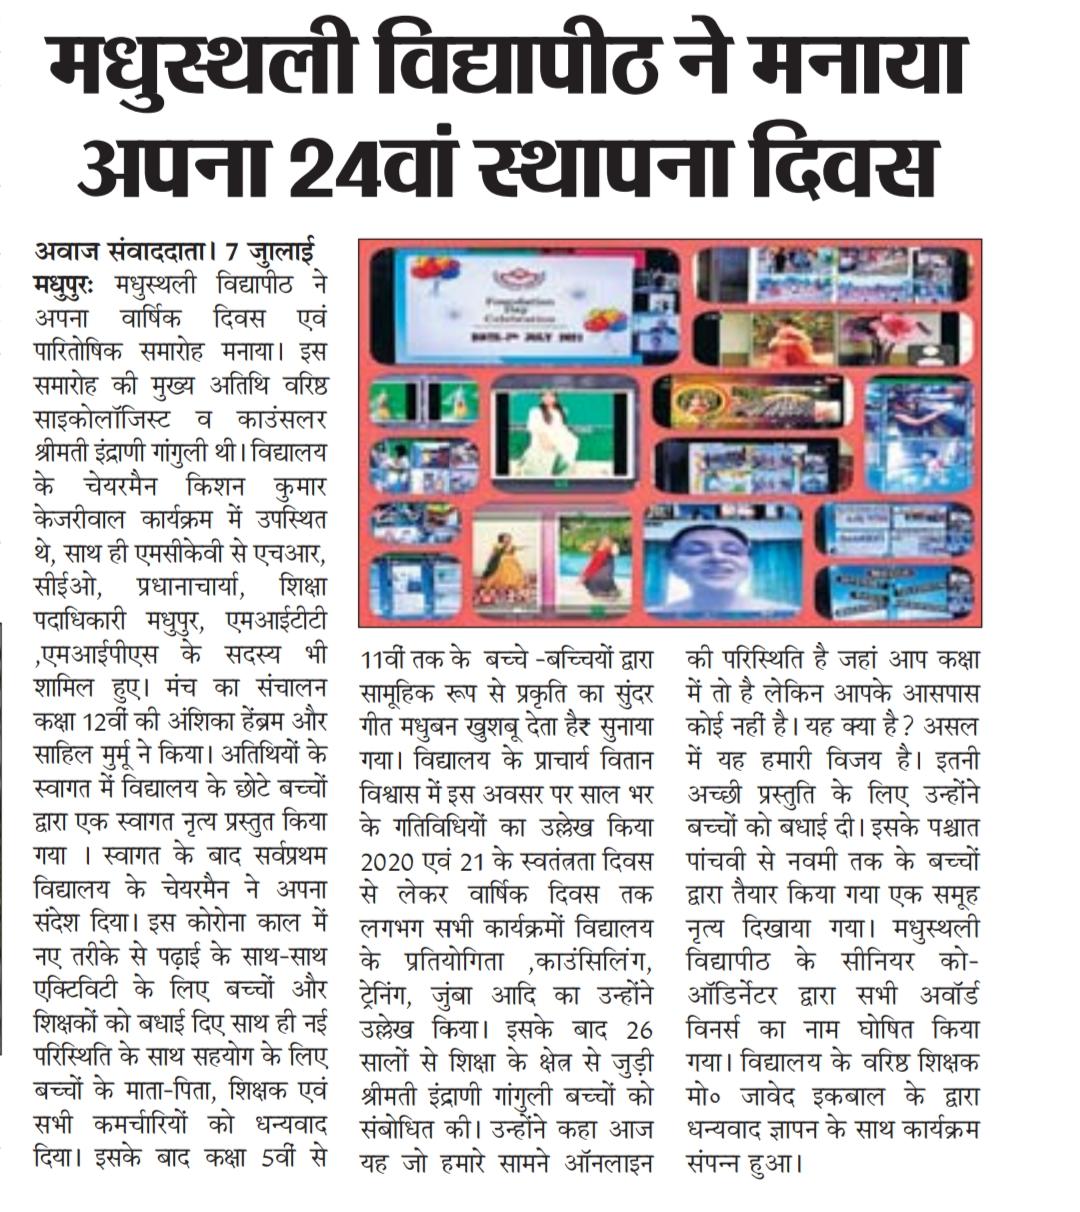 मधुस्थली विद्यापीठ ने मनाया
अपना 24वां स्थापना दिवस
अवाज संवाददाता। 7 जुालाई
मधुपुरः मधुस्थली विद्यापीठ ने
अपना वार्षिक दिवस एवं
पारितोषिक समारोह मनाया। इस
समारोह की मुख्य अतिथि वरिष्ठ
साइकोलॉजिस्ट व काउंसलर
श्रीमती इंद्राणी गांगुली थी। विद्यालय
के चेयरमैन किशन कुमार
केजरीवाल कार्यक्रम में उपस्थित
थे, साथ ही एमसीकेवी से एचआर,
सीईओ, प्रधानाचार्या, शिक्षा
पदाधिकारी मधुपुर, एमआईटीटी
,एमआईपीएस के सदस्य भी
शामिल हुए। मंच का संचालन
कक्षा 12वीं की अंशिका हेंब्रम और
साहिल मुर्मू ने किया। अतिथियों के
स्वागत में विद्यालय के छोटे बच्चों
द्वारा एक स्वागत नृत्य प्रस्तुत किया
गया । स्वागत के बाद सर्वप्रथम
विद्यालय के चेयरमैन ने अपना
संदेश दिया। इस कोरोना काल में
नए तरीके से पढ़ाई के साथ-साथ
एक्टिविटी के लिए बच्चों और
शिक्षकों को बधाई दिए साथ ही नई
परिस्थिति के साथ सहयोग के लिए
बच्चों के माता-पिता, शिक्षक एवं
सभी कमर्चारियों को धन्यवाद
दिया। इसके बाद कक्षा 5वीं से
Foundation
Day
Celebration
DATE-7th JULY 2021
11वीं तक के बच्चे -बच्चियों द्वारा
सामूहिक रूप से प्रकृति का सुंदर
गीत मधुबन खुशबू देता है₹ सुनाया
गया। विद्यालय के प्राचार्य वितान
विश्वास में इस अवसर पर साल भर
के गतिविधियों का उल्लेख किया
2020 एवं 21 के स्वतंत्रता दिवस
से लेकर वार्षिक दिवस तक
लगभग सभी कार्यक्रमों विद्यालय
के प्रतियोगिता ,काउंसिलिंग,
ट्रेनिंग, जुंबा आदि का उन्होंने
उल्लेख किया। इसके बाद 26
सालों से शिक्षा के क्षेत्र से जुड़ी
श्रीमती इंद्राणी गांगुली बच्चों को
संबोधित की। उन्होंने कहा आज
यह जो हमारे सामने ऑनलाइन
की परिस्थिति है जहां आप कक्षा
में तो है लेकिन आपके आसपास
कोई नहीं है। यह क्या है? असल
में यह हमारी विजय है। इतनी
अच्छी प्रस्तुति के लिए उन्होंने
बच्चों को बधाई दी। इसके पश्चात
पांचवी से नवमी तक के बच्चों
द्वारा तैयार किया गया एक समूह
नृत्य दिखाया गया। मधुस्थली
विद्यापीठ के सीनियर को-
ऑडिर्नेटर द्वारा सभी अवॉर्ड
विनर्स का नाम घोषित किया
गया। विद्यालय के वरिष्ठ शिक्षक
मो० जावेद इकबाल के द्वारा
धन्यवाद ज्ञापन के साथ कार्यक्रम
संपन्न हुआ।